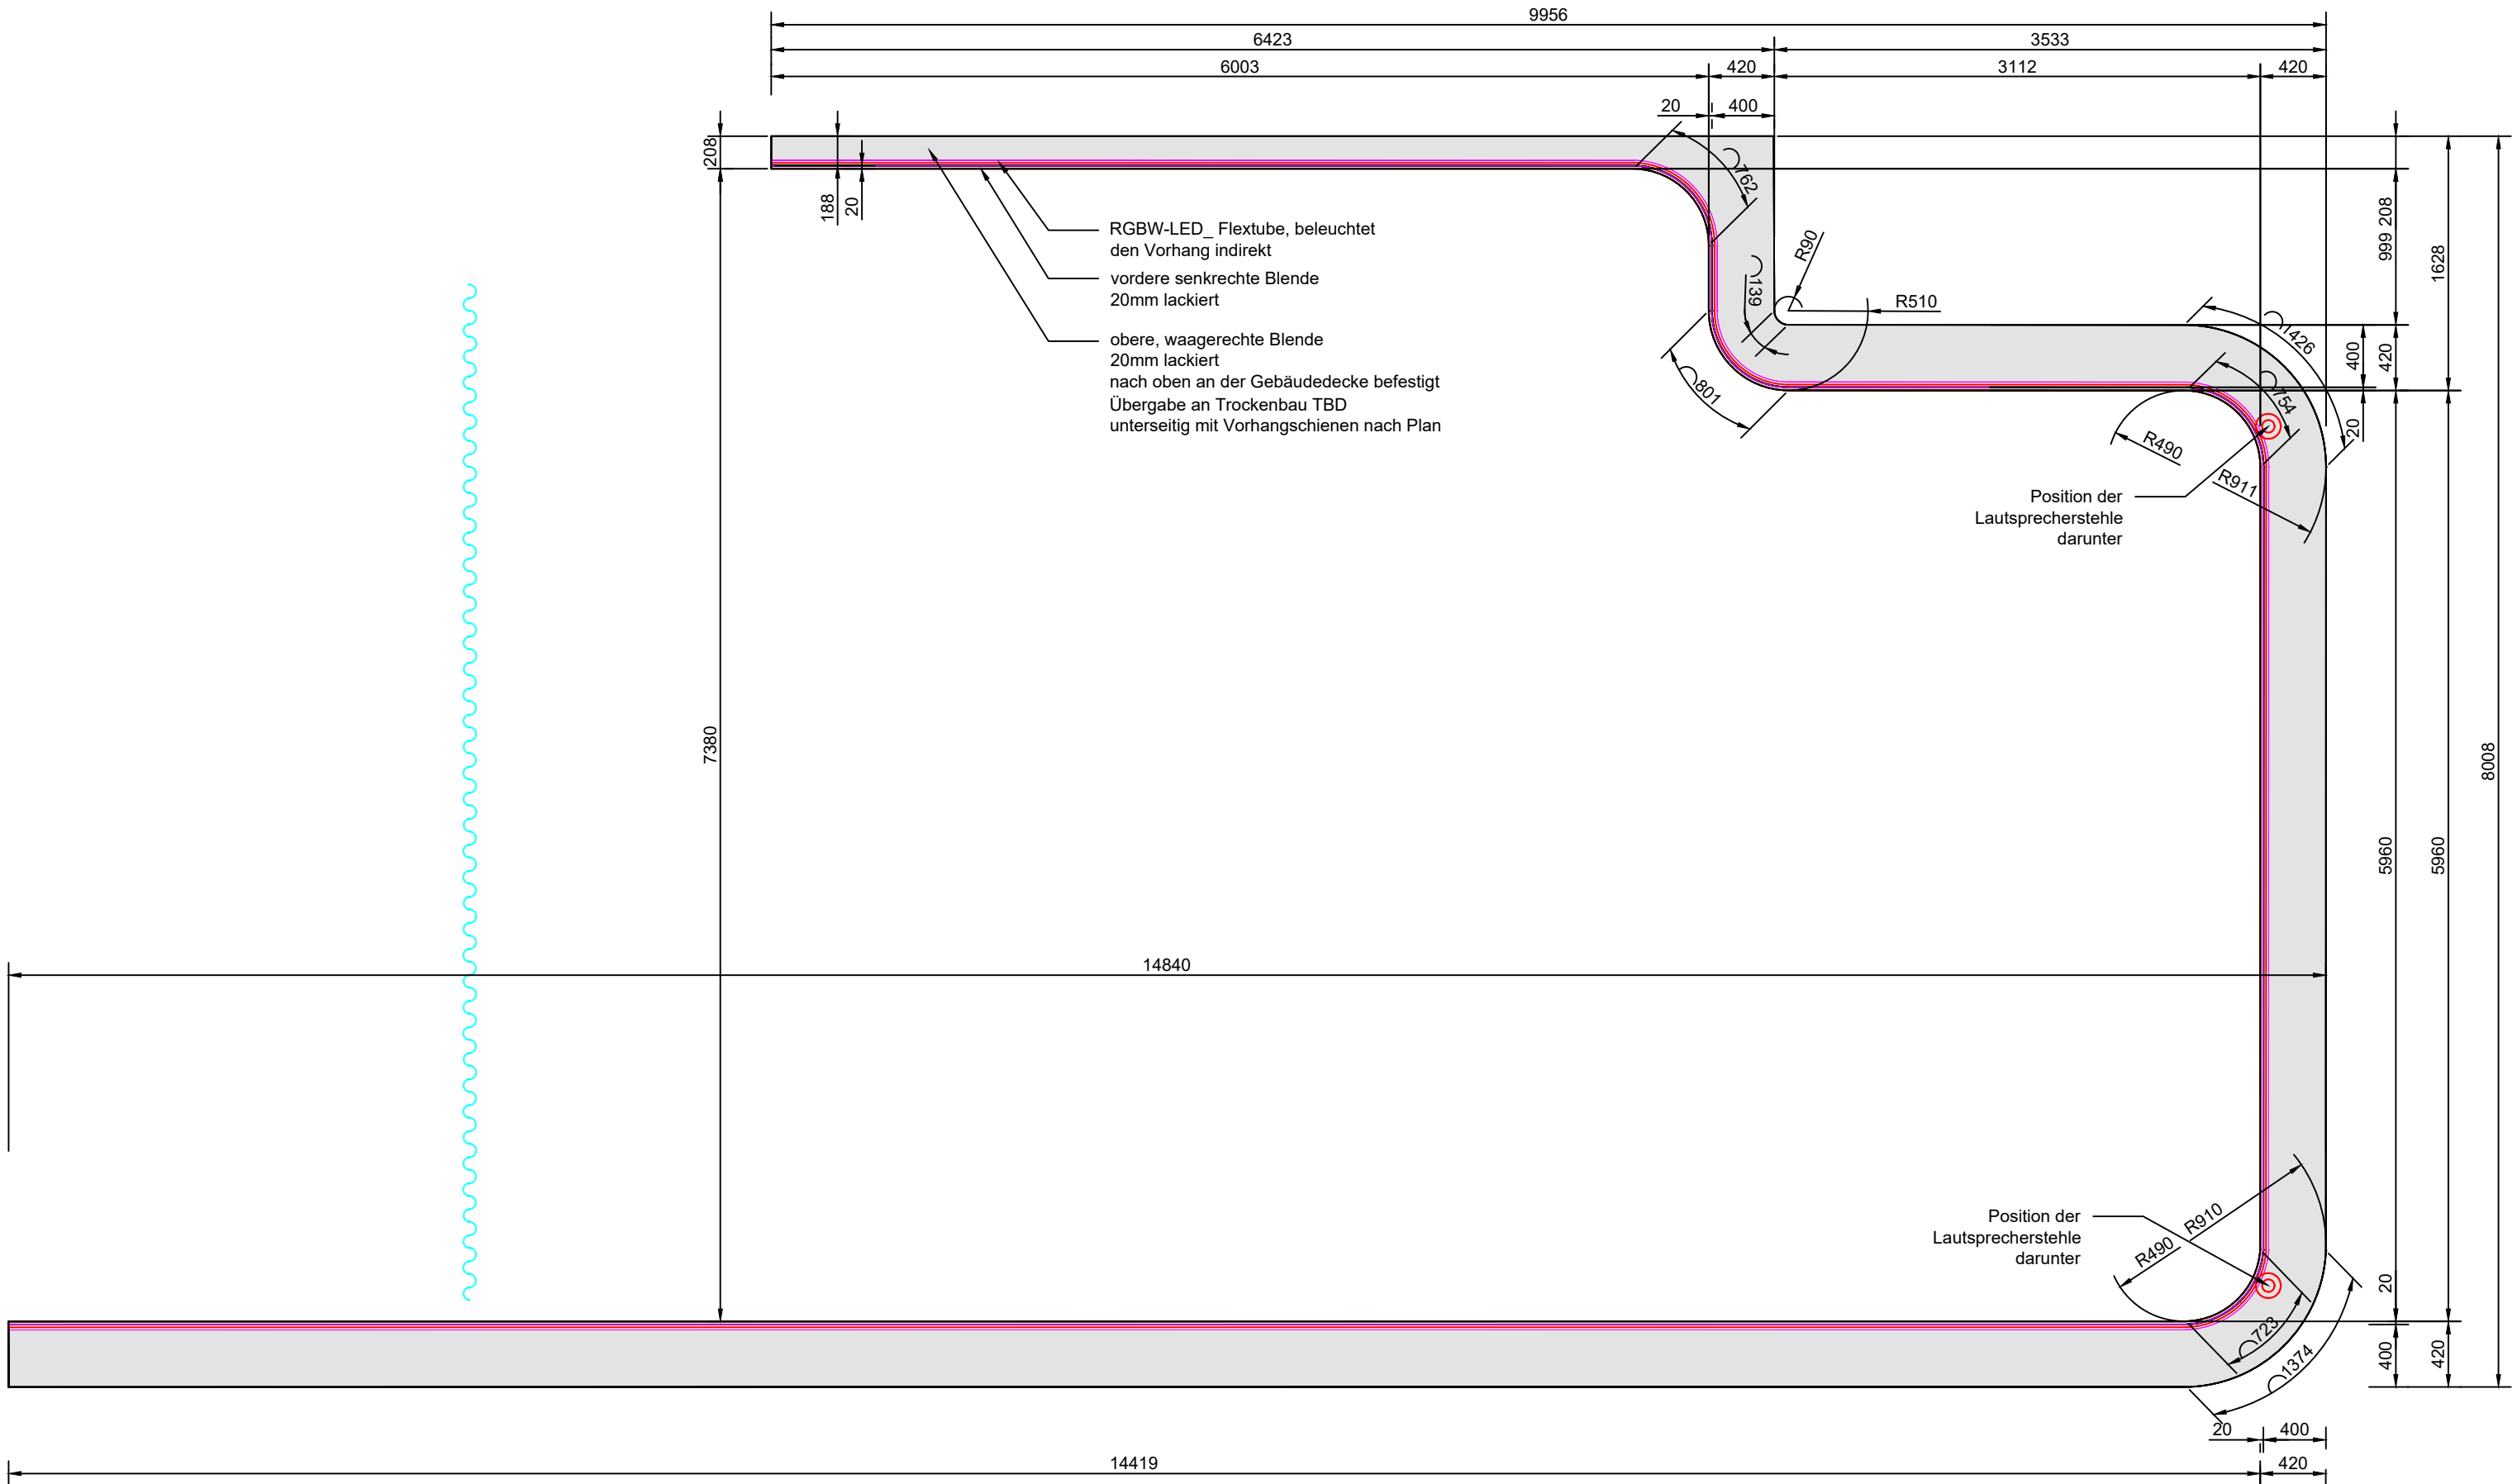 9956
6423
3533
6003
420
3112
420
20
400
208
188
20
762
RGBW-LED_ Flextube, beleuchtet
den Vorhang indirekt
vordere senkrechte Blende
20mm lackiert
obere, waagerechte Blende
20mm lackiert
nach oben an der Gebäudedecke befestigt
Übergabe an Trockenbau TBD
unterseitig mit Vorhangschienen nach Plan
R90
139
R510
801
1426
754
R490
R911
208
999
1628
400
420
20
Position der
Lautsprecherstehle
darunter
7380
5960
5960
8008
14840
Position der
Lautsprecherstehle
darunter
R910
R490
723
1374
20
400
420
20
400
14419
420